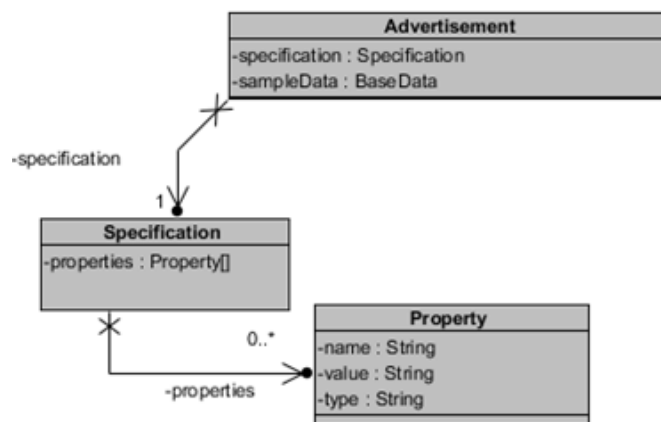 Advertisement
-specification : Specification
-sampleData : BaseData
-specification
1
Specification
-properties : Property[]
0..*
-properties
Property
-name : String
-value : String
-type : String